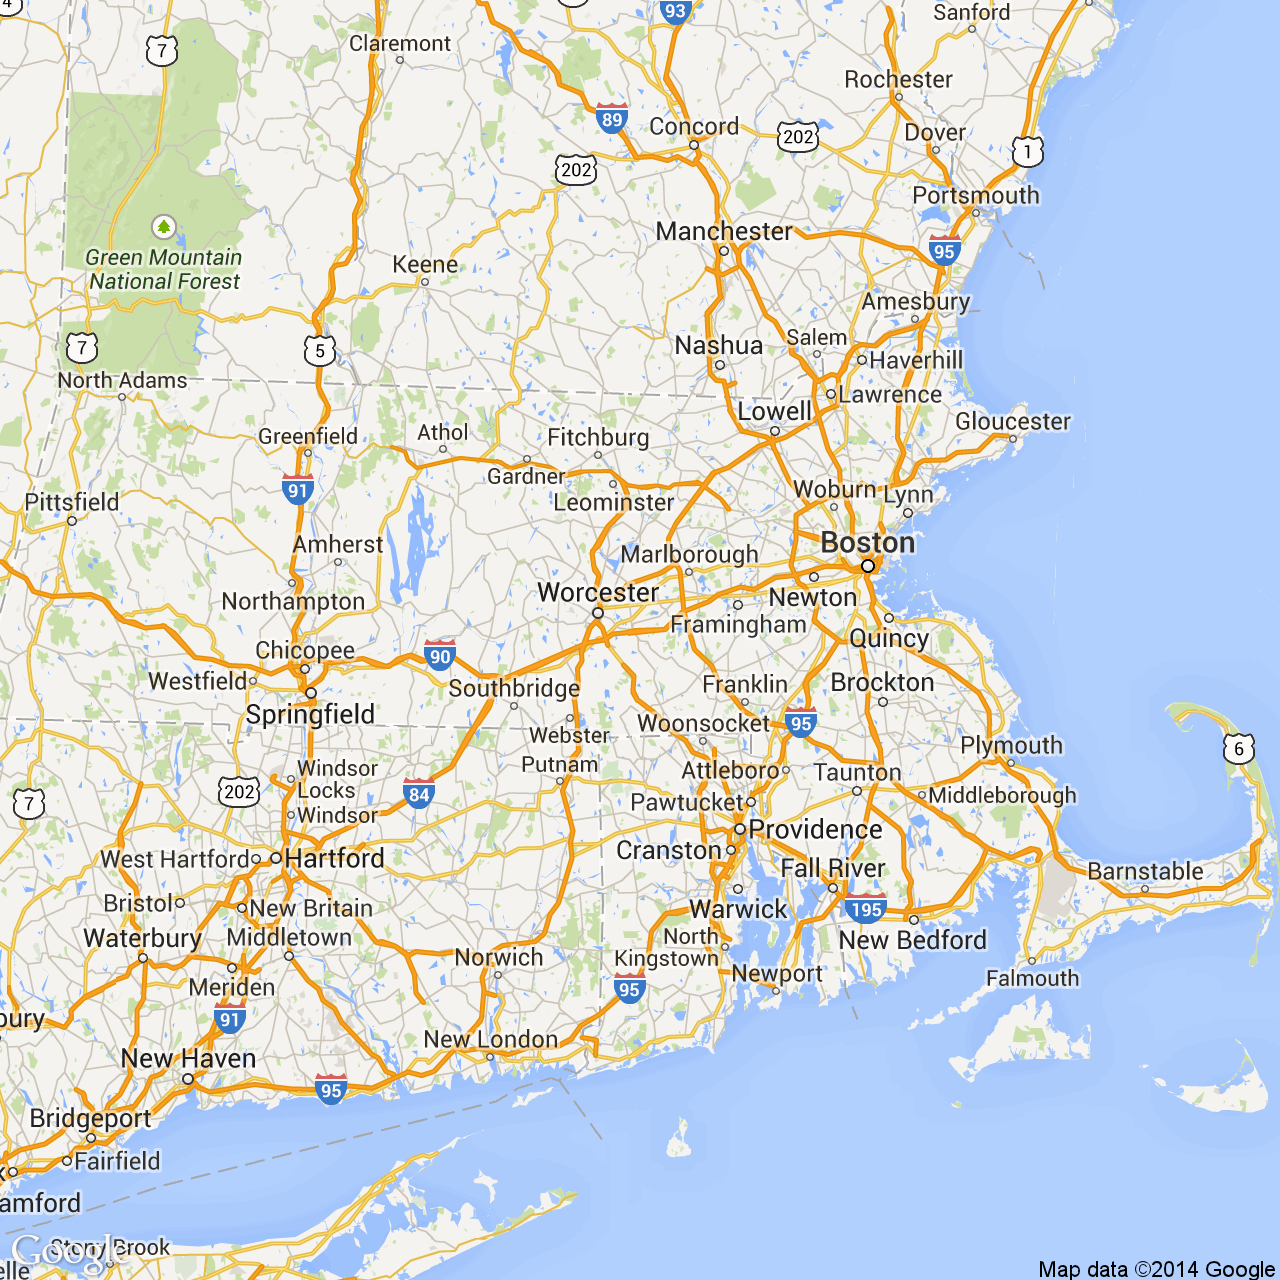 4
93
Sanford
7
Claremont
Rochester
89
Concord
202
Dover
1
202
Portsmouth
Manchester
95
Green Mountain
National Forest
Keene
Amesbury
7
5
Nashua
Salem
Haverhill
North Adams
Lawrence
Lowell
Gloucester
Greenfield
Athol
Fitchburg
Gardner
91
Pittsfield
Leominster
Woburn
Lynn
Amherst
Marlborough
Boston
Northampton
Worcester
Newton
Framingham
Quincy
Chicopee
90
Westfield
Southbridge
Franklin
Brockton
Springfield
Woonsocket
95
Webster
Plymouth
6
Putnam
Attleboro
Taunton
Windsor
Locks
202
84
7
Pawtucket
Middleborough
Windsor
Providence
West Hartford
Hartford
Cranston
Fall River
Barnstable
Bristol
New Britain
Warwick
195
Waterbury
Middletown
North
Kingstown
New Bedford
Norwich
Newport
Falmouth
Meriden
95
bury
91
New London
New Haven
95
Bridgeport
Fairfield
amford
Google
Stony Brook
elle
Map data ©2014 Google